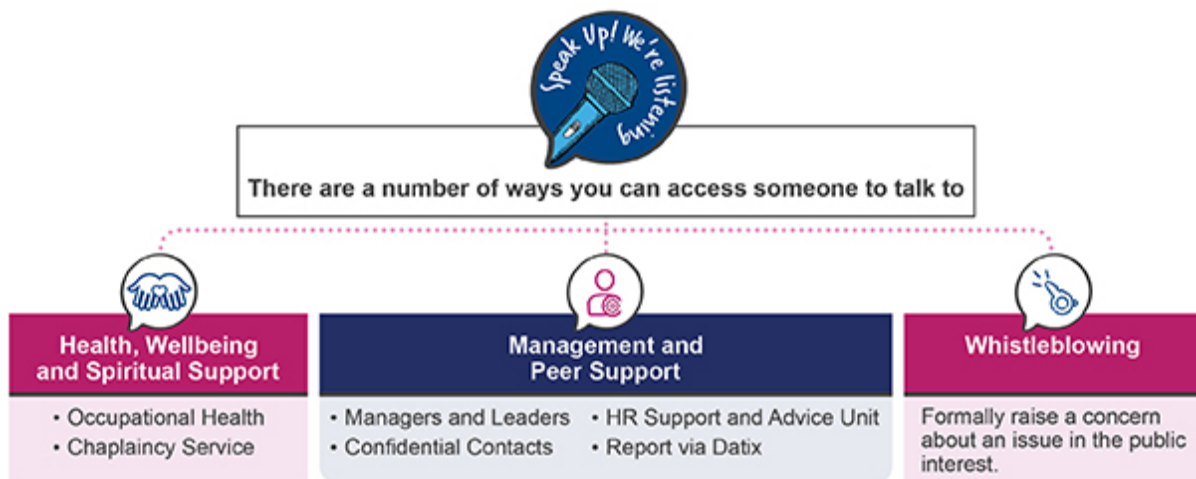 Speak Up! We're listening
There are a number of ways you can access someone to talk to
Health, Wellbeing
and Spiritual Support
• Occupational Health
• Chaplaincy Service
Management and
Peer Support
• Managers and Leaders
• Confidential Contacts
• HR Support and Advice Unit
• Report via Datix
Whistleblowing
Formally raise a concern
about an issue in the public
interest.